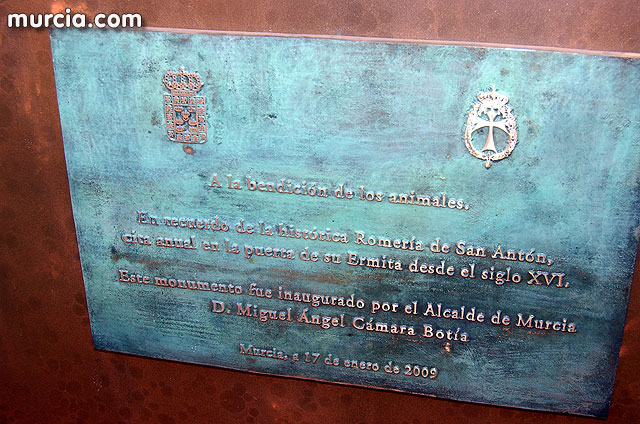 murcia.com
A la bendición de los animales.
En recuerdo de la histórica Romería de San Antón,
cita anual en la puerta de su Ermita desde el siglo XVI.
Este monumento fue inaugurado por el Alcalde de Murcia
D. Miguel Ángel Cámara Botía
Murcia, a 17 de enero de 2009